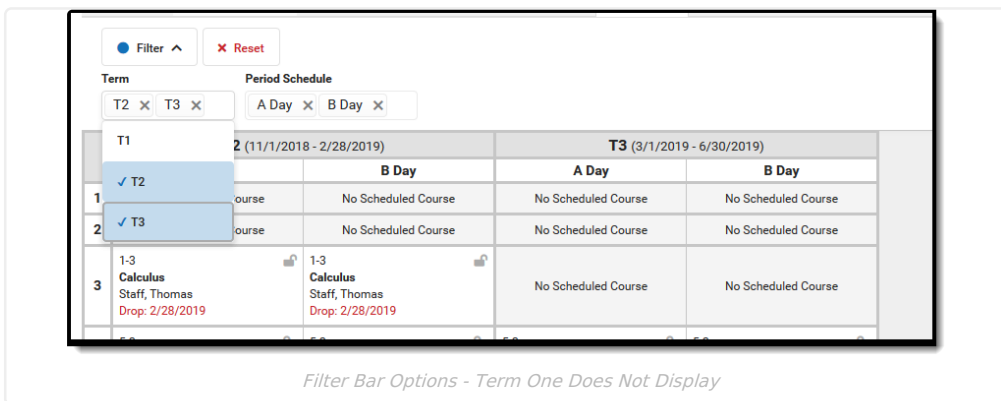 Filter Reset
Term Period Schedule
T2 T3 A Day B Day
T1
2 (11/1/2018 - 2/28/2019) T3 (3/1/2019 - 6/30/2019)
T2 B Day A Day B Day
1 ourse No Scheduled Course No Scheduled Course No Scheduled Course
T3
2 ourse No Scheduled Course No Scheduled Course No Scheduled Course
1-3 1-3
Calculus Calculus
3 Staff, Thomas Staff, Thomas No Scheduled Course No Scheduled Course
Drop: 2/28/2019 Drop: 2/28/2019
Filter Bar Options - Term One Does Not Display